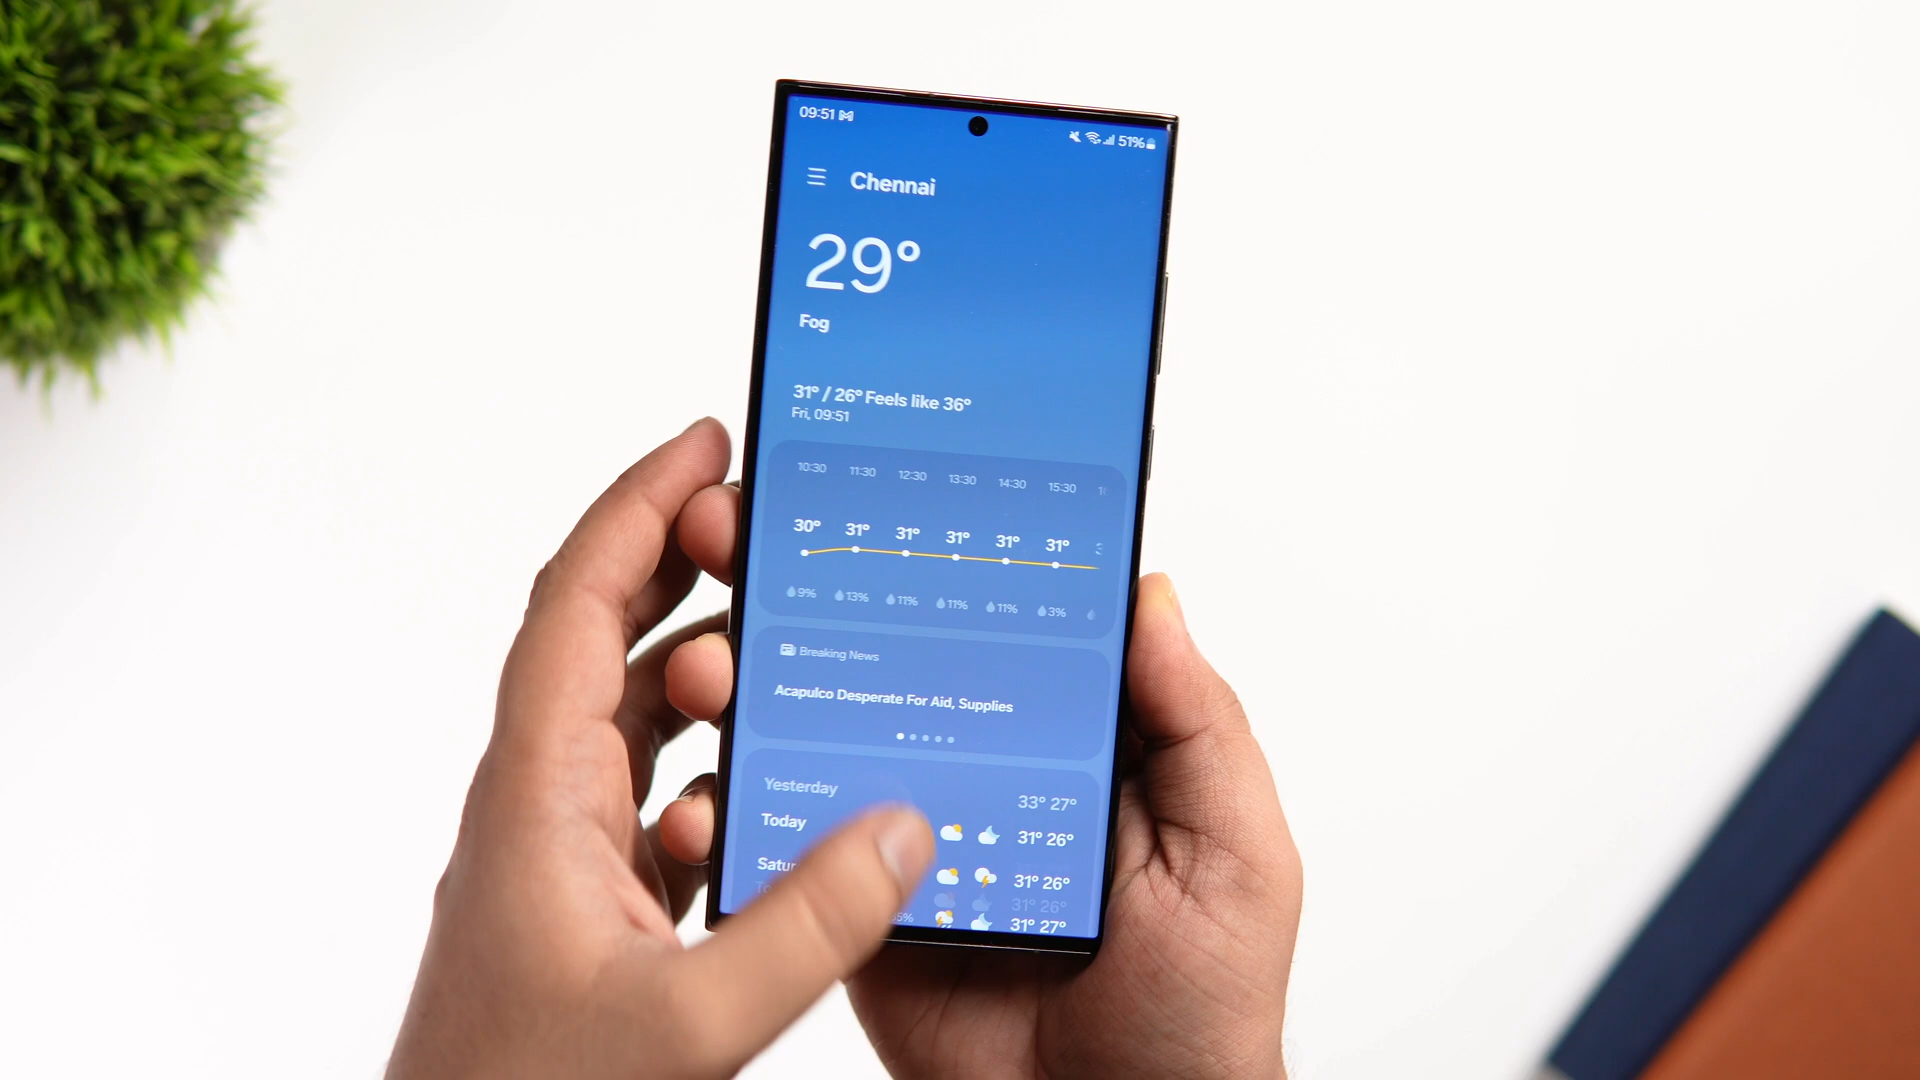 09:51 51%
Chennai
29°
Fog
31° / 26° Feels like 36°
Fri, 09:51
10:30 11:30 12:30 13:30 14:30 15:30
30° 31° 31° 31° 31° 31°
9% 13% 11% 11% 11% 3%
Breaking News
Acapulco Desperate For Aid, Supplies
Yesterday 33° 27°
Today 31° 26°
31° 26°
31° 26°
31° 27°